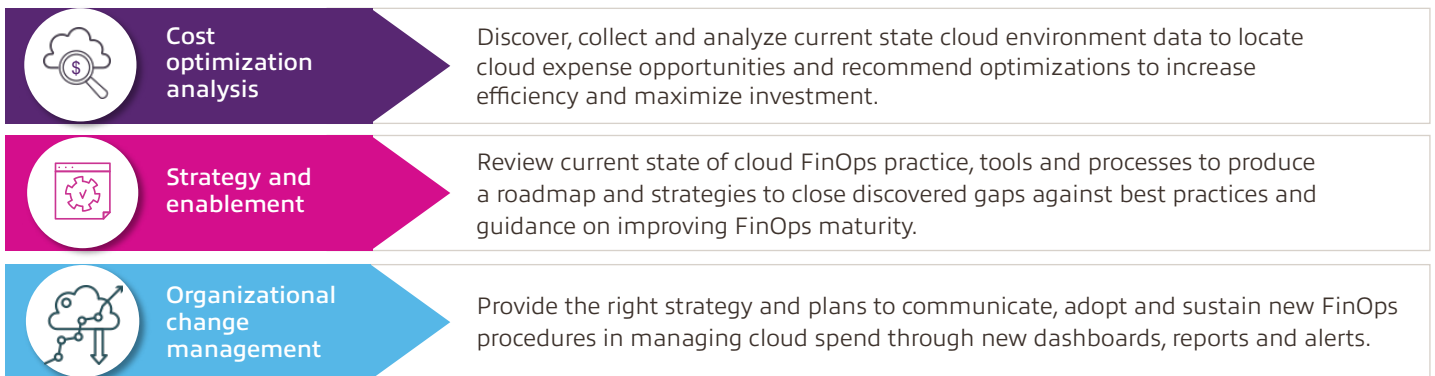 Cost
optimization
analysis
Discover, collect and analyze current state cloud environment data to locate
cloud expense opportunities and recommend optimizations to increase
efficiency and maximize investment.
Strategy and
enablement
Review current state of cloud FinOps practice, tools and processes to produce
a roadmap and strategies to close discovered gaps against best practices and
guidance on improving FinOps maturity.
Organizational
change
management
Provide the right strategy and plans to communicate, adopt and sustain new FinOps
procedures in managing cloud spend through new dashboards, reports and alerts.